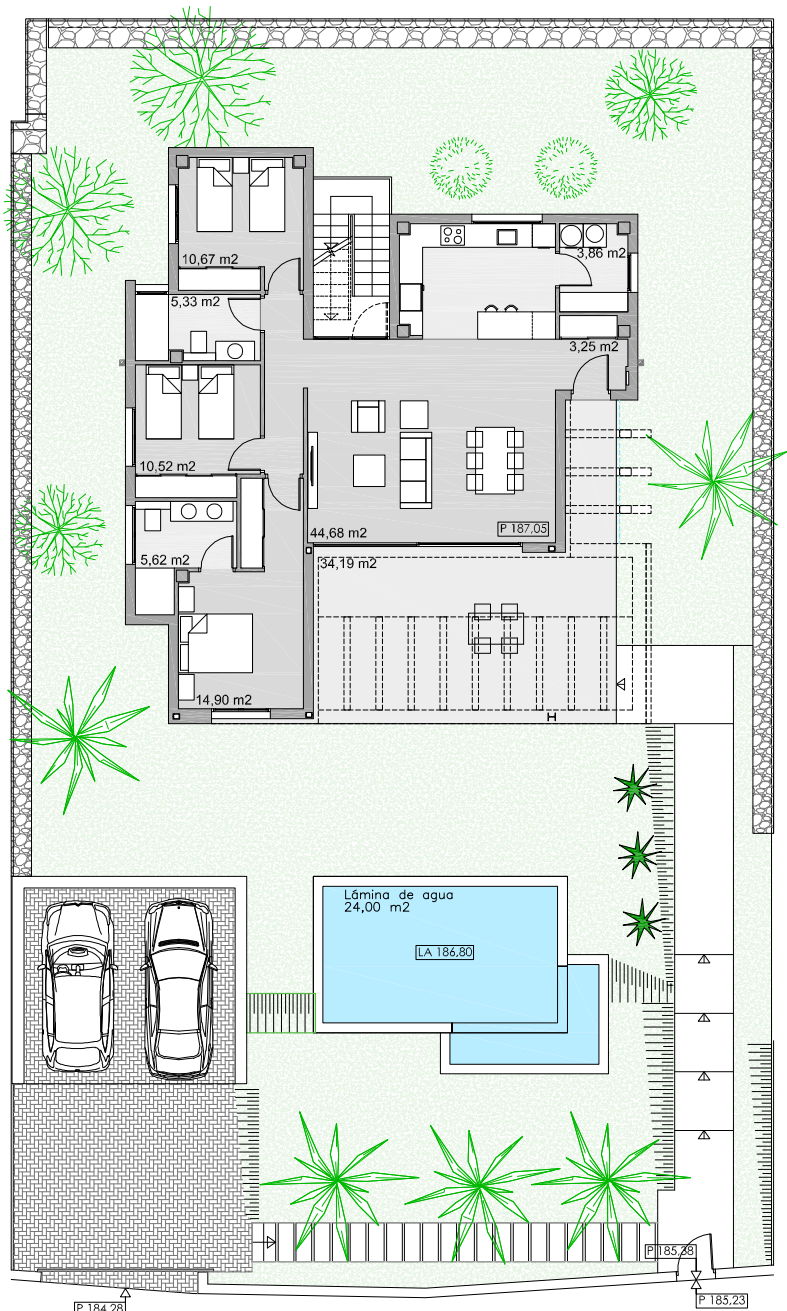 10,67 m2
3,86 m2
5,33 m2
3,25 m2
10,52 m2
44,68 m2
P 187,05
5,62 m2
34,19 m2
14,90 m2
Lámina de agua
24,00 m2
LA 186,80
P 185,38
P 184,28
P 185,23